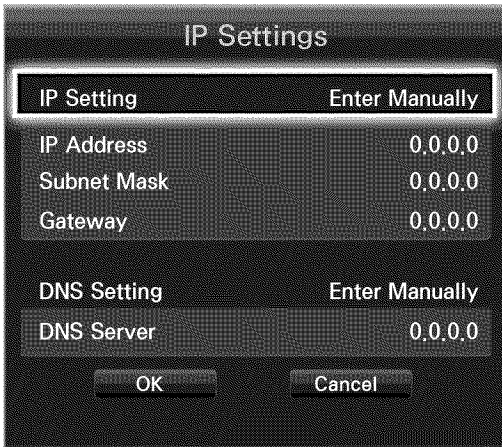 IP Settings
IP Setting Enter Manually
IP Address 0.0.0.0
Subnet Mask 0.0.0.0
Gateway 0.0.0.0
DNS Setting Enter Manually
DNS Server 0.0.0.0
OK Cancel